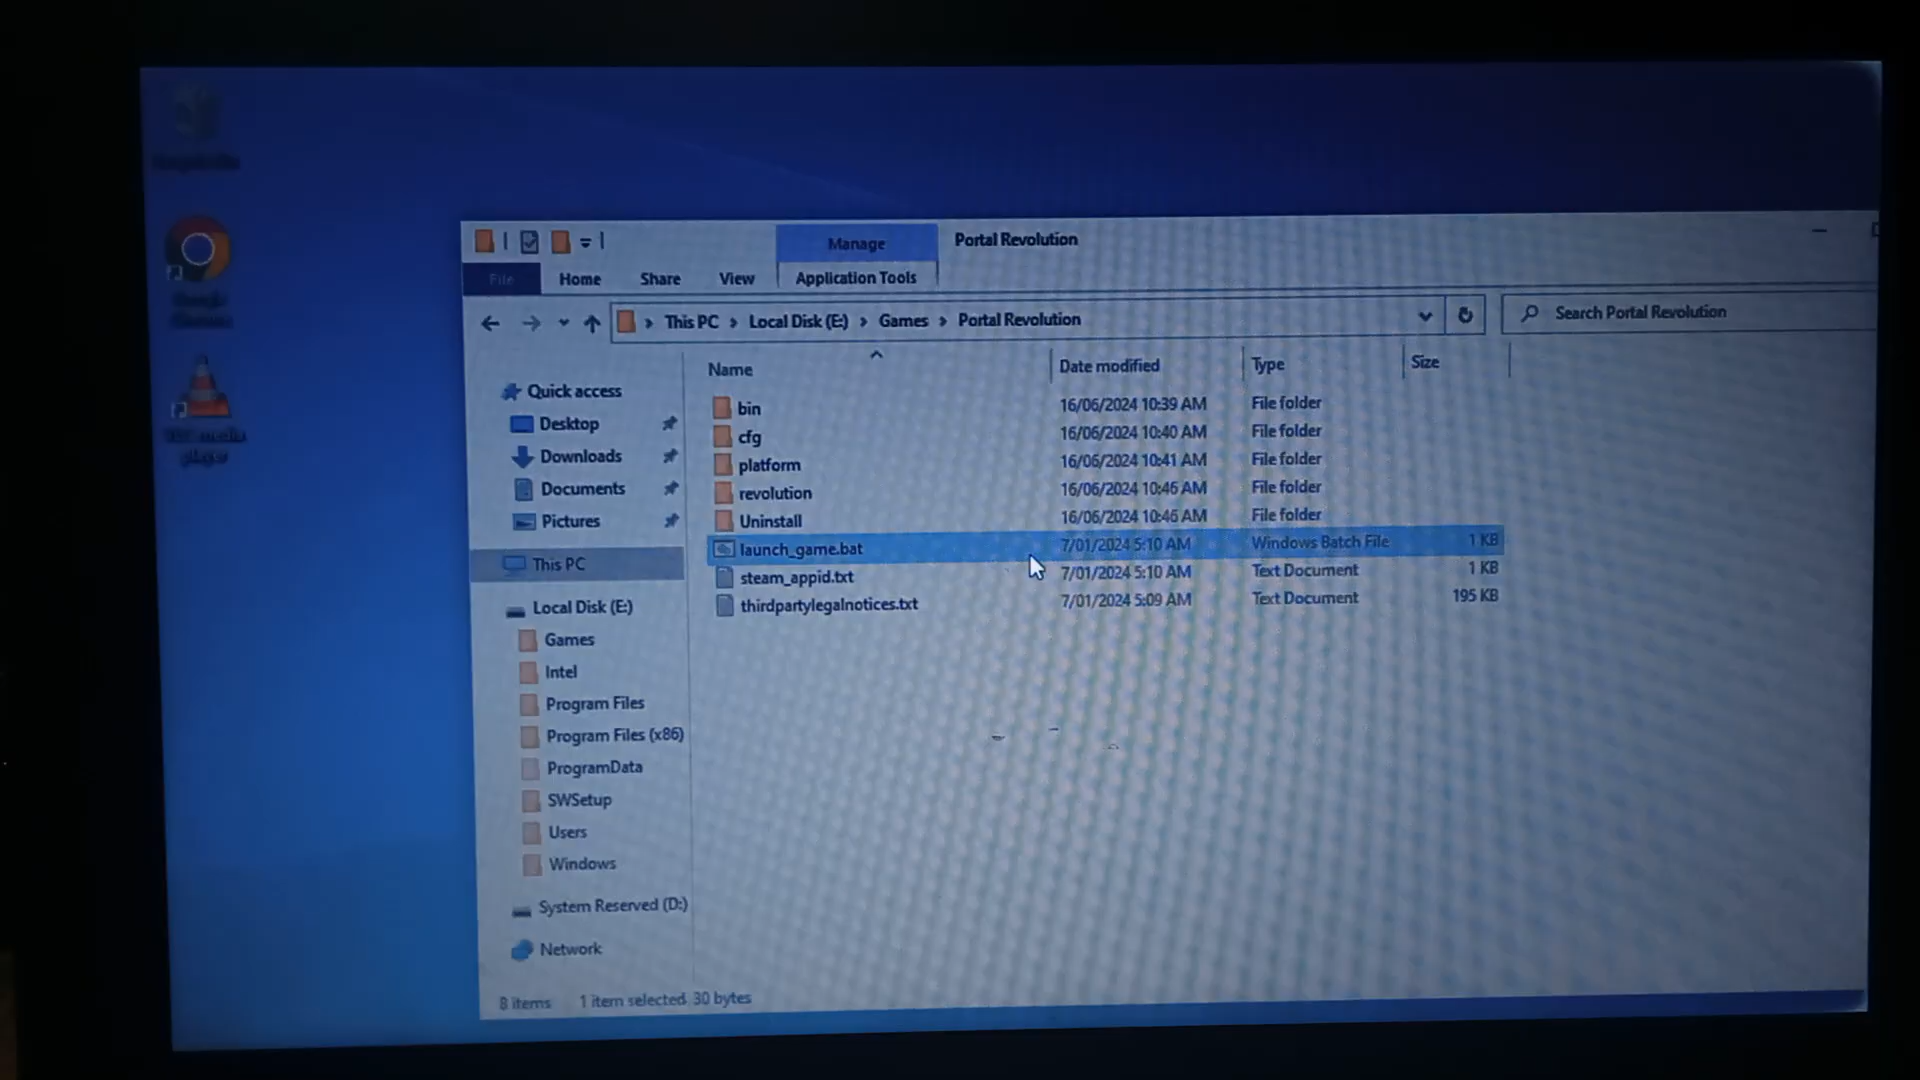 Manage
Portal Revolution
File
Home
Share
View
Application Tools
This PC
Local Disk (E:)
Games
Portal Revolution
Search Portal Revolution
Name
Date modified
Type
Size
Quick access
Desktop
Downloads
Documents
Pictures
This PC
Local Disk (E:)
Games
Intel
Program Files
Program Files (x86)
ProgramData
SWSetup
Users
Windows
System Reserved (D:)
Network
bin 16/06/2024 10:39 AM File folder
cfg 16/06/2024 10:40 AM File folder
platform 16/06/2024 10:41 AM File folder
revolution 16/06/2024 10:46 AM File folder
Uninstall 16/06/2024 10:46 AM File folder
launch_game.bat 7/01/2024 5:10 AM Windows Batch File 1 KB
steam_appid.txt 7/01/2024 5:10 AM Text Document 1 KB
thirdpartylegalnotices.txt 7/01/2024 5:09 AM Text Document 195 KB
8 items 1 item selected 30 bytes
Google
Chrome
VLC media
player